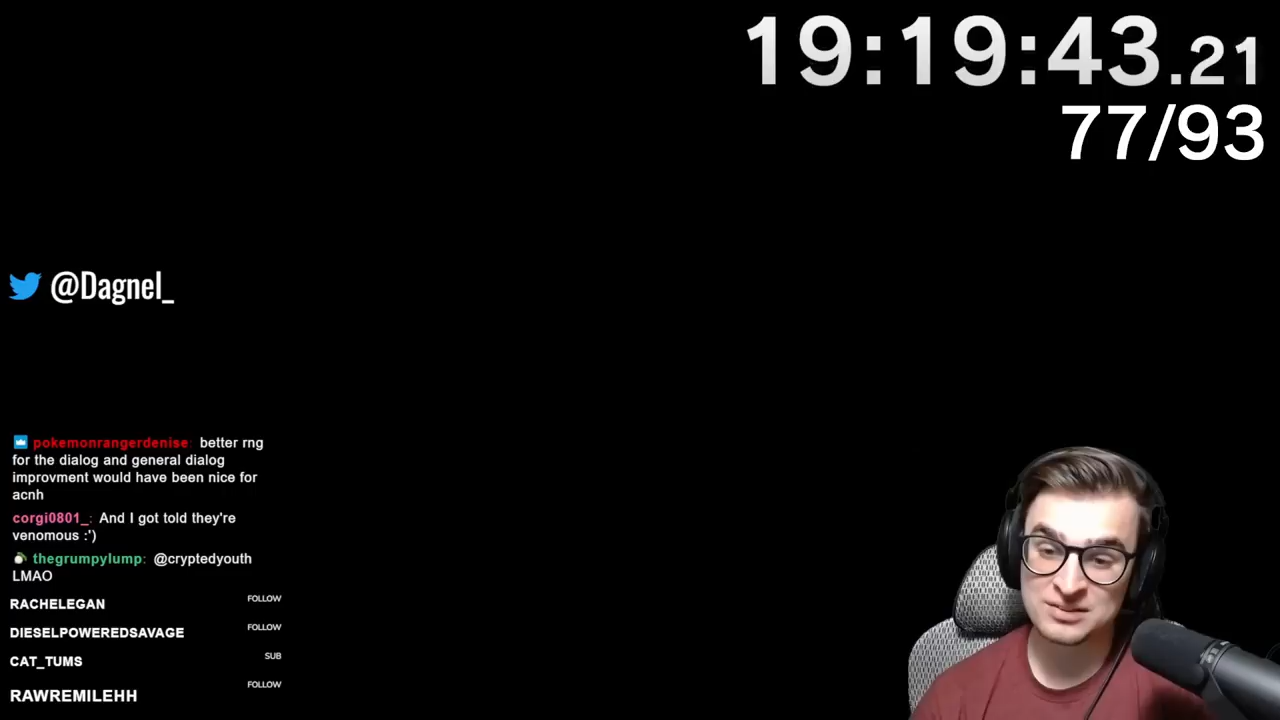 19:19:43.21
77/93
@Dagnel_
pokemonrangerdenise: better rng
for the dialog and general dialog
improvment would have been nice for
acnh
corgi0801_: And I got told they're
venomous :')
thegrumpylump: @cryptedyouth
LMAO
RACHELEGAN FOLLOW
DIESELPOWEREDSAVAGE FOLLOW
CAT_TUMS SUB
RAWREMILEHH FOLLOW